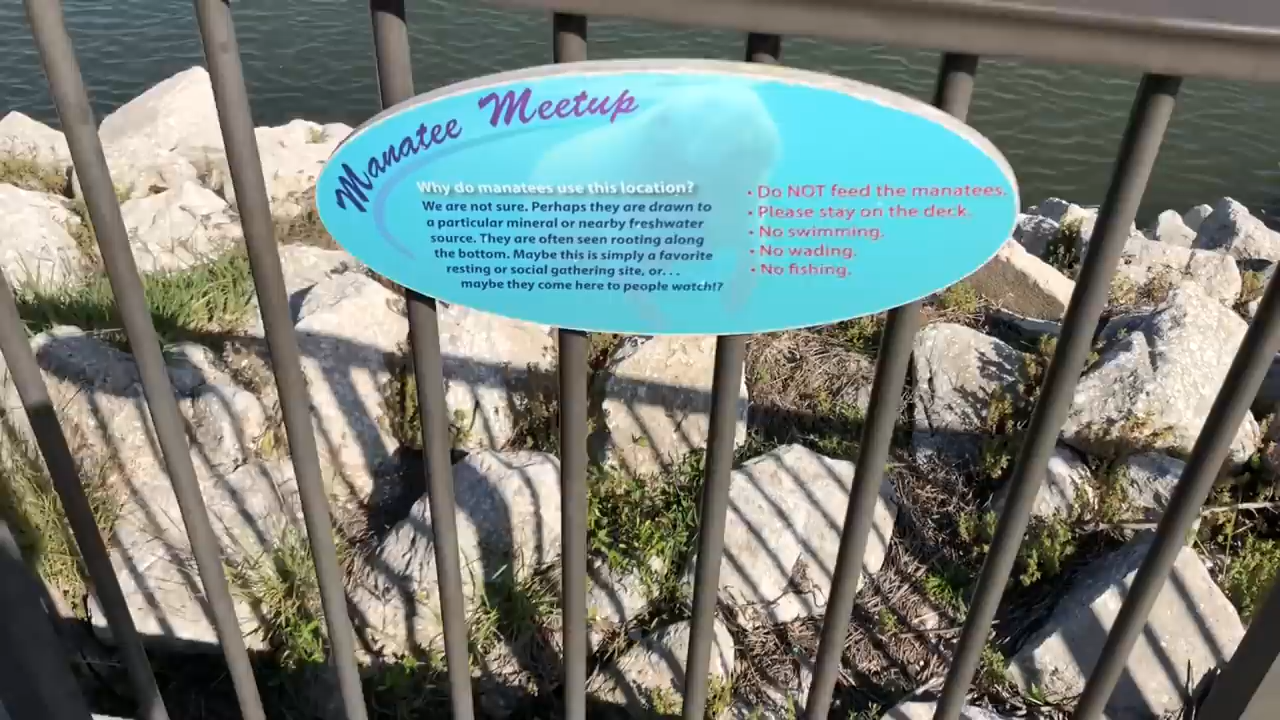 Manatee Meetup
Why do manatees use this location?
We are not sure. Perhaps they are drawn to
a particular mineral or nearby freshwater
source. They are often seen rooting along
the bottom. Maybe this is simply a favorite
resting or social gathering site, or. . .
maybe they come here to people watch!?
• Do NOT feed the manatees.
• Please stay on the deck.
• No swimming.
• No wading.
• No fishing.